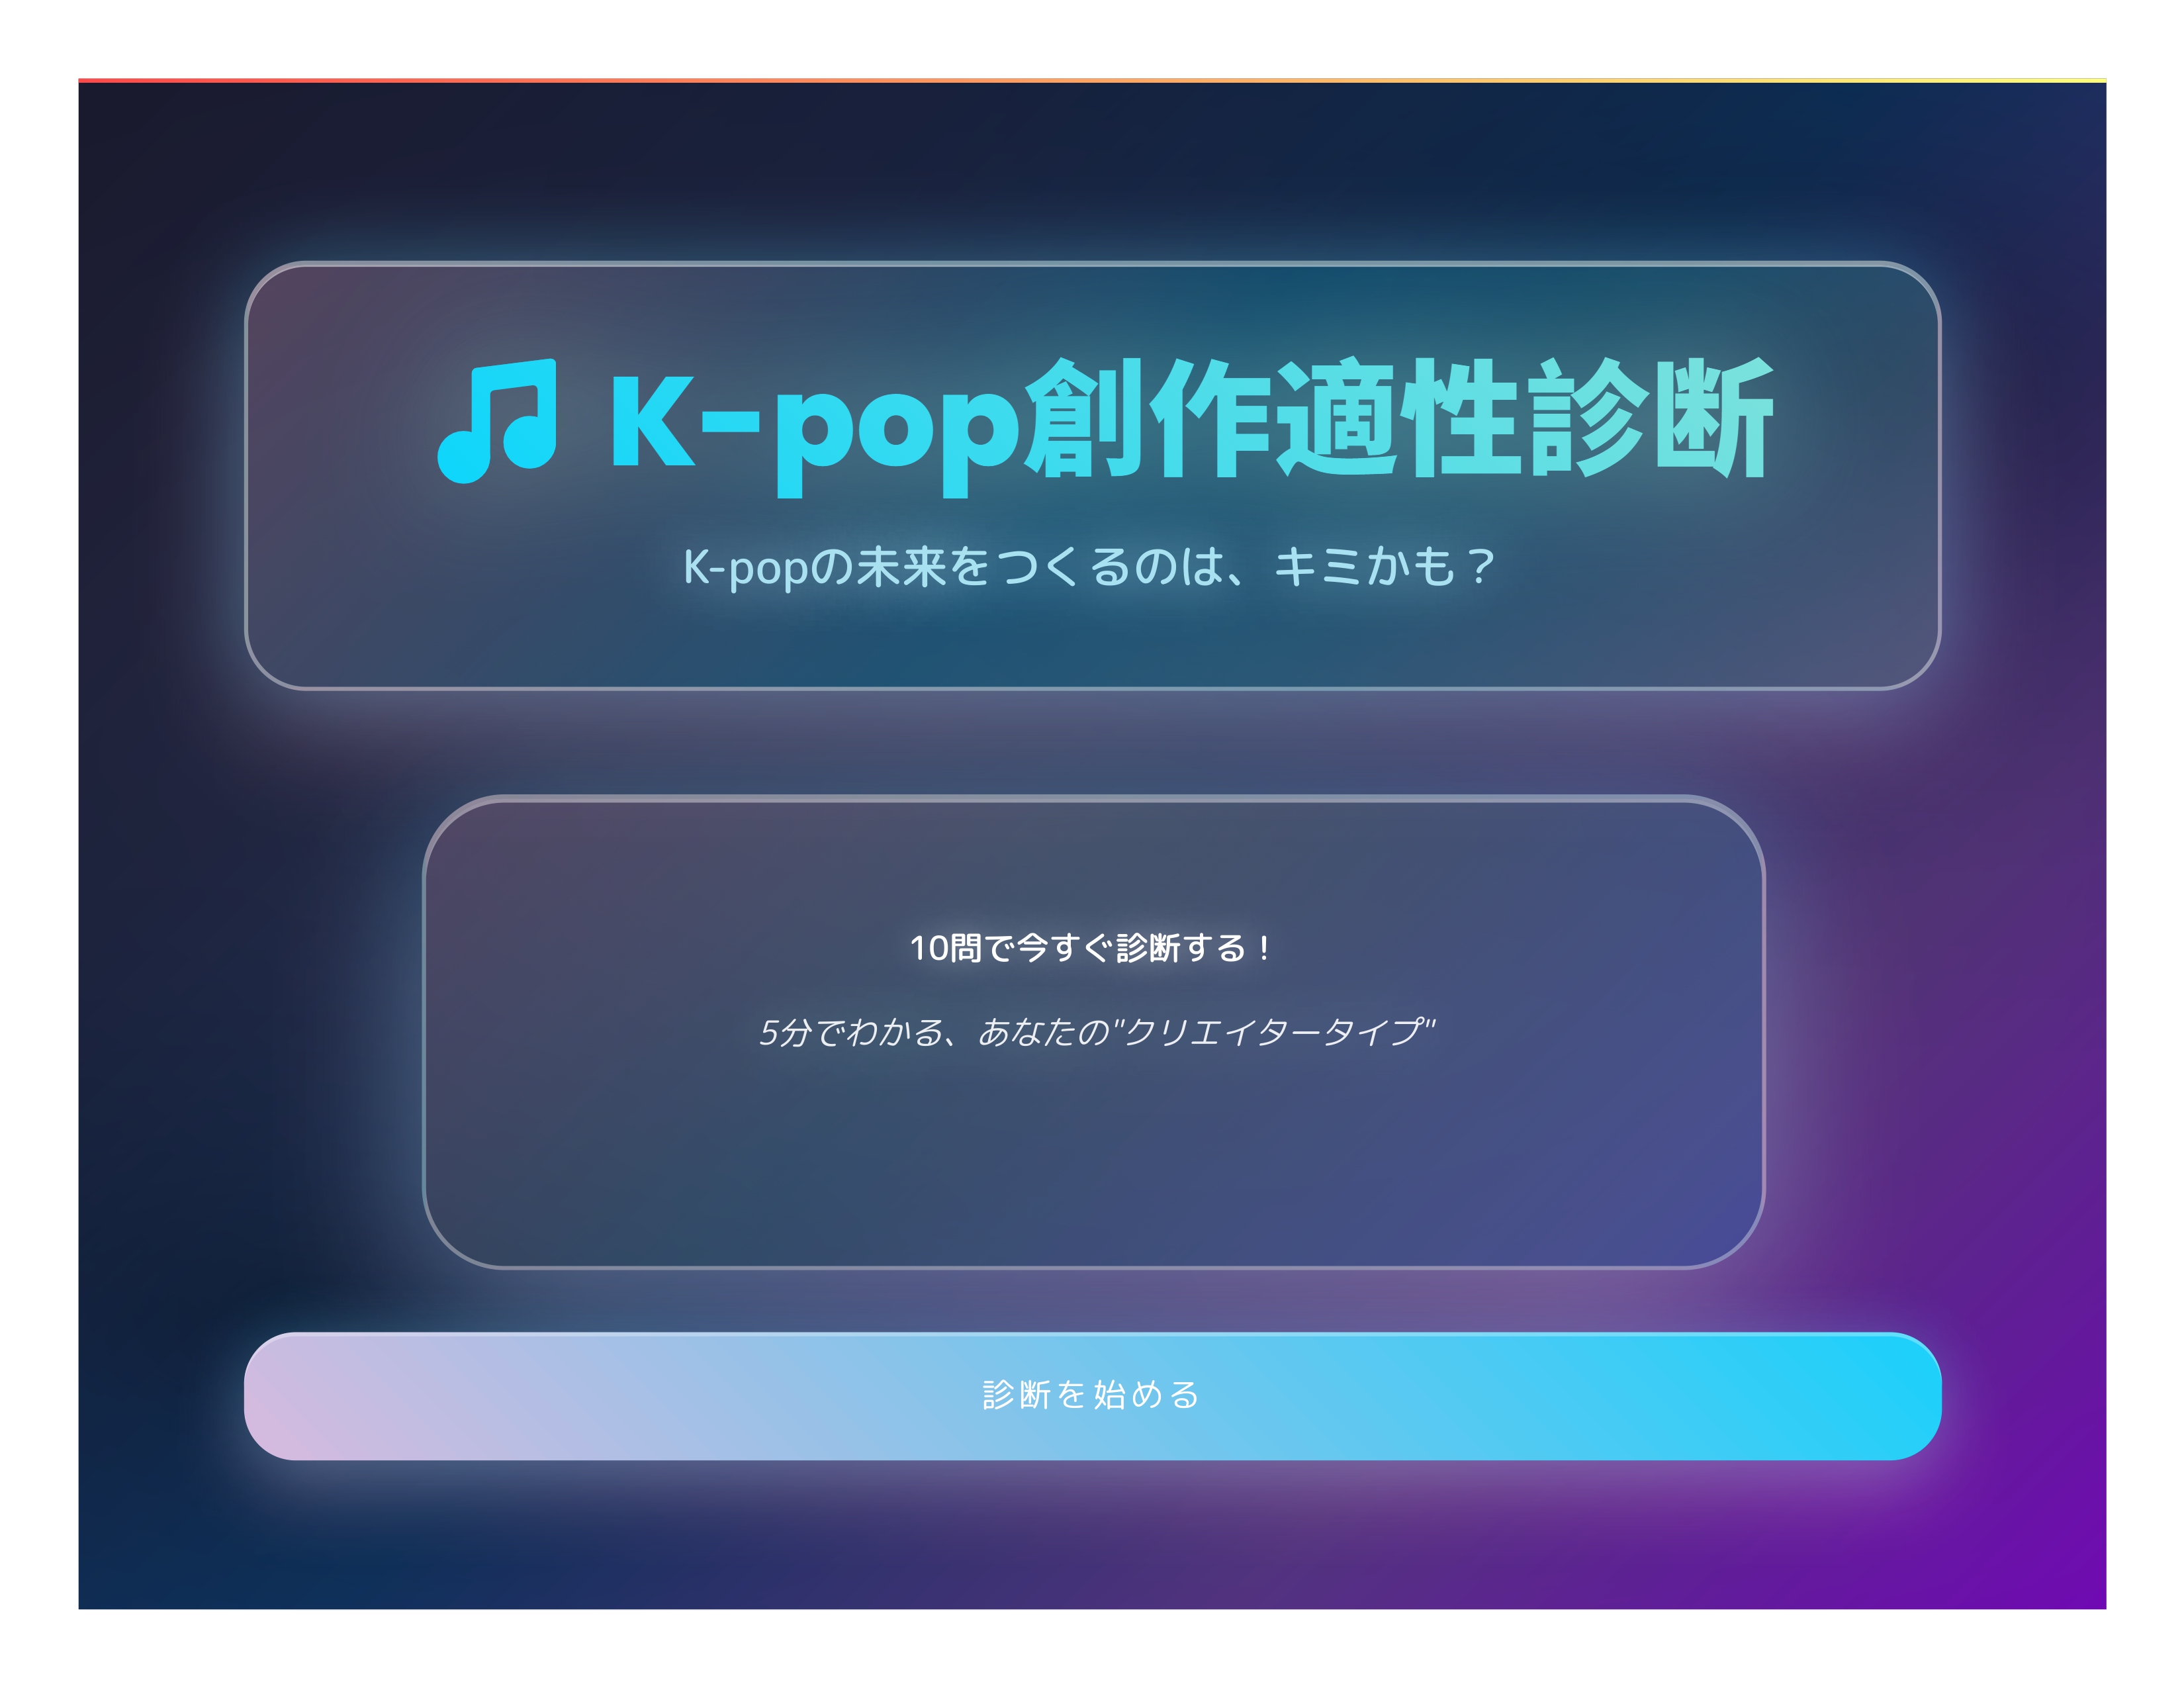 🎵 K-pop創作適性診断
K-popの未来をつくるのは、キミかも？
10問で今すぐ診断する！
5分でわかる、あなたの"クリエイタータイプ"
診断を始める